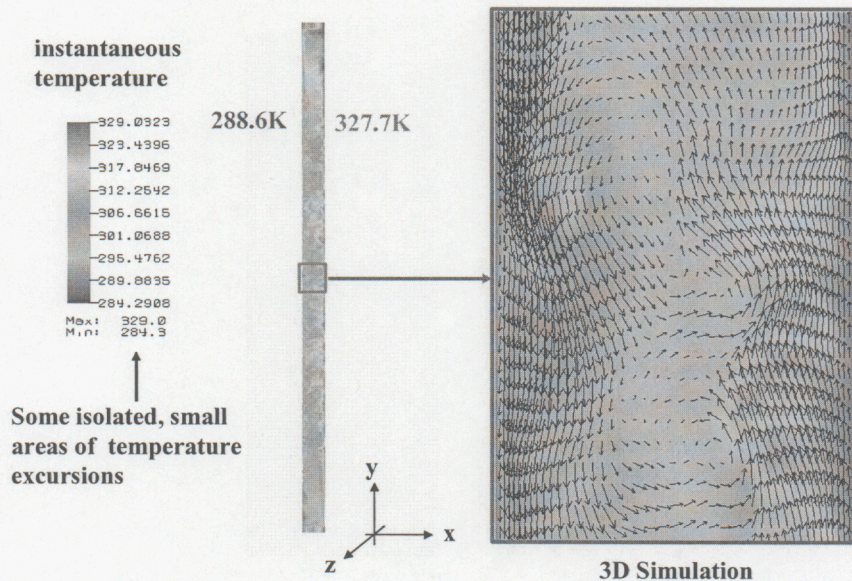 instantaneous
temperature
329.0323
323.4396
317.8469
312.2542
306.6615
301.0688
295.4762
289.8835
284.2908
Max: 329.0
Min: 284.3
Some isolated, small
areas of temperature
excursions
288.6K
327.7K
y
x
z
3D Simulation